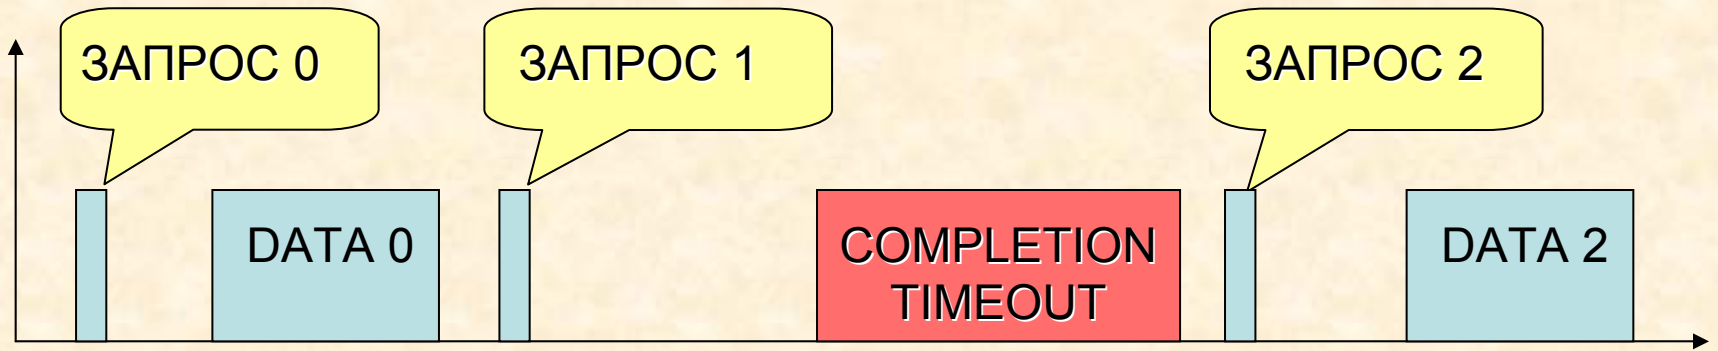 ЗАПРОС 0
ЗАПРОС 1
ЗАПРОС 2
DATA 0
COMPLETION
TIMEOUT
DATA 2